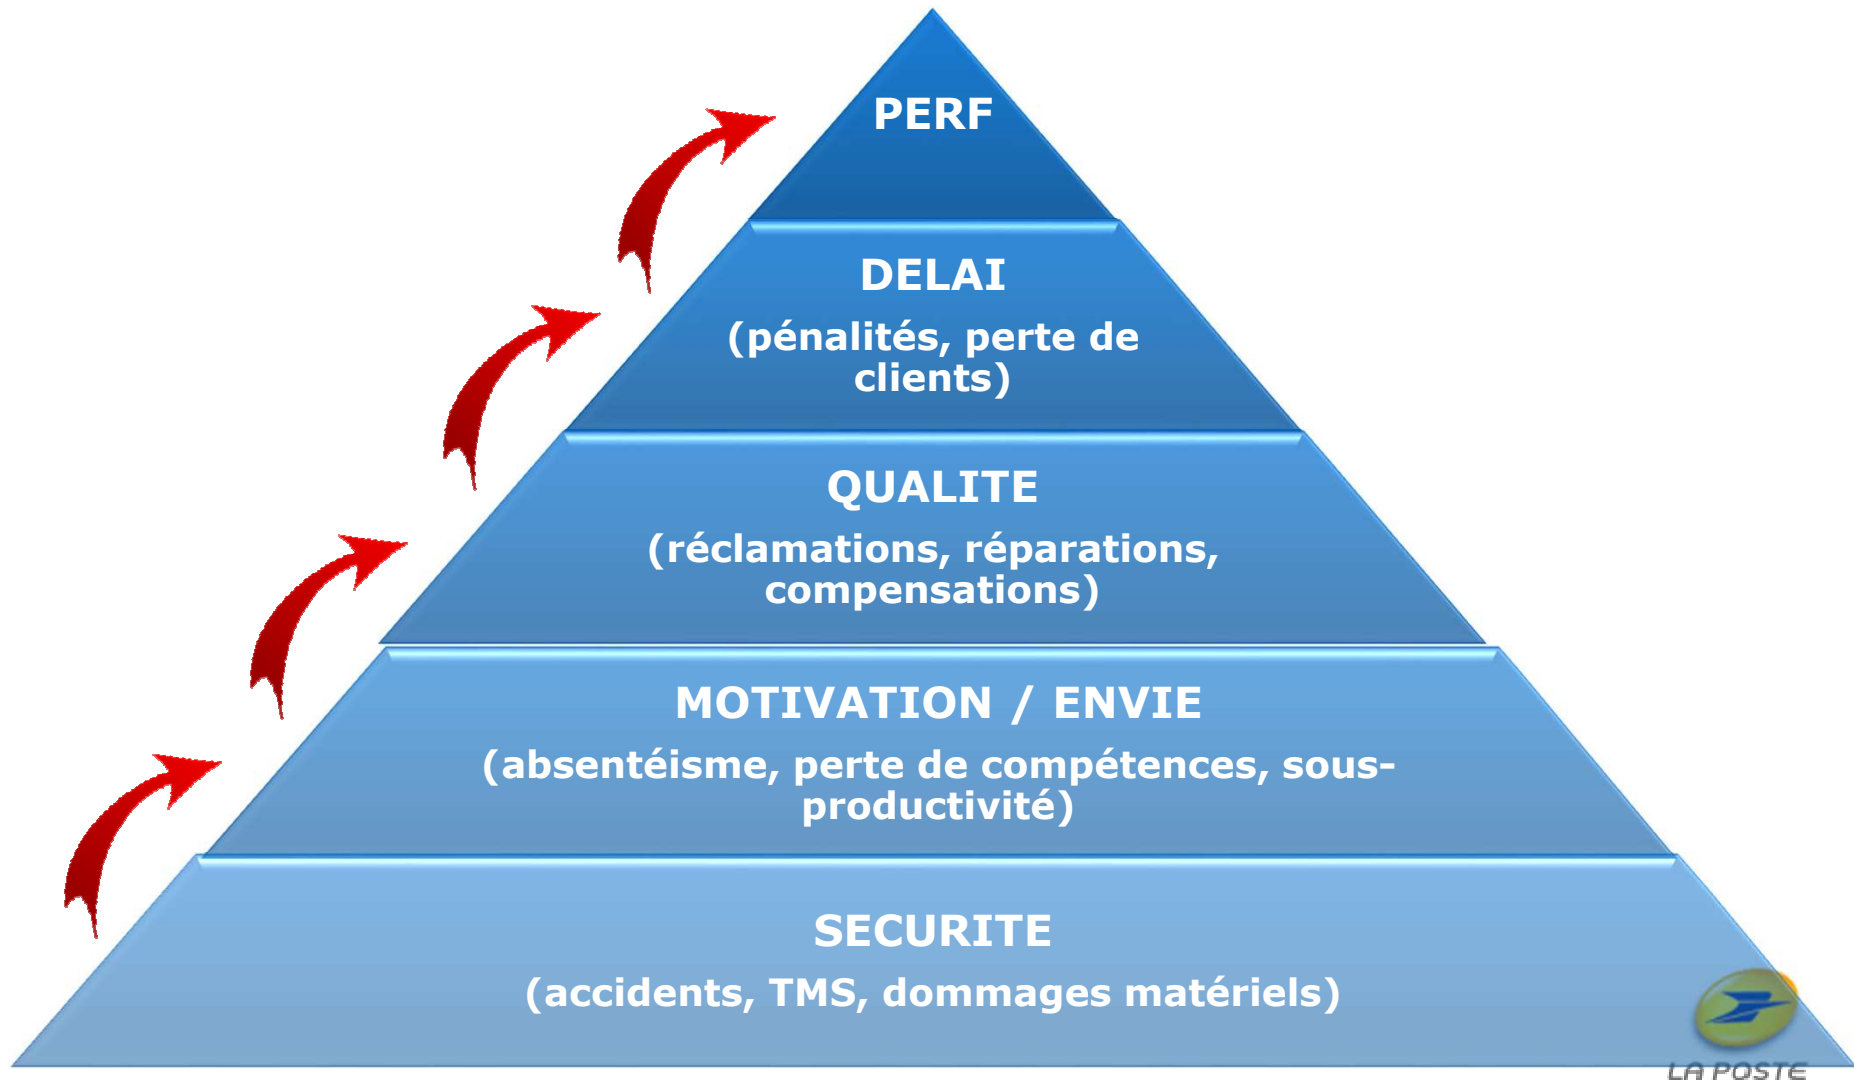 PERF
DELAI
(pénalités, perte de
clients)
QUALITE
(réclamations, réparations,
compensations)
MOTIVATION / ENVIE
(absentéisme, perte de compétences, sous-
productivité)
SECURITE
(accidents, TMS, dommages matériels)
LA POSTE